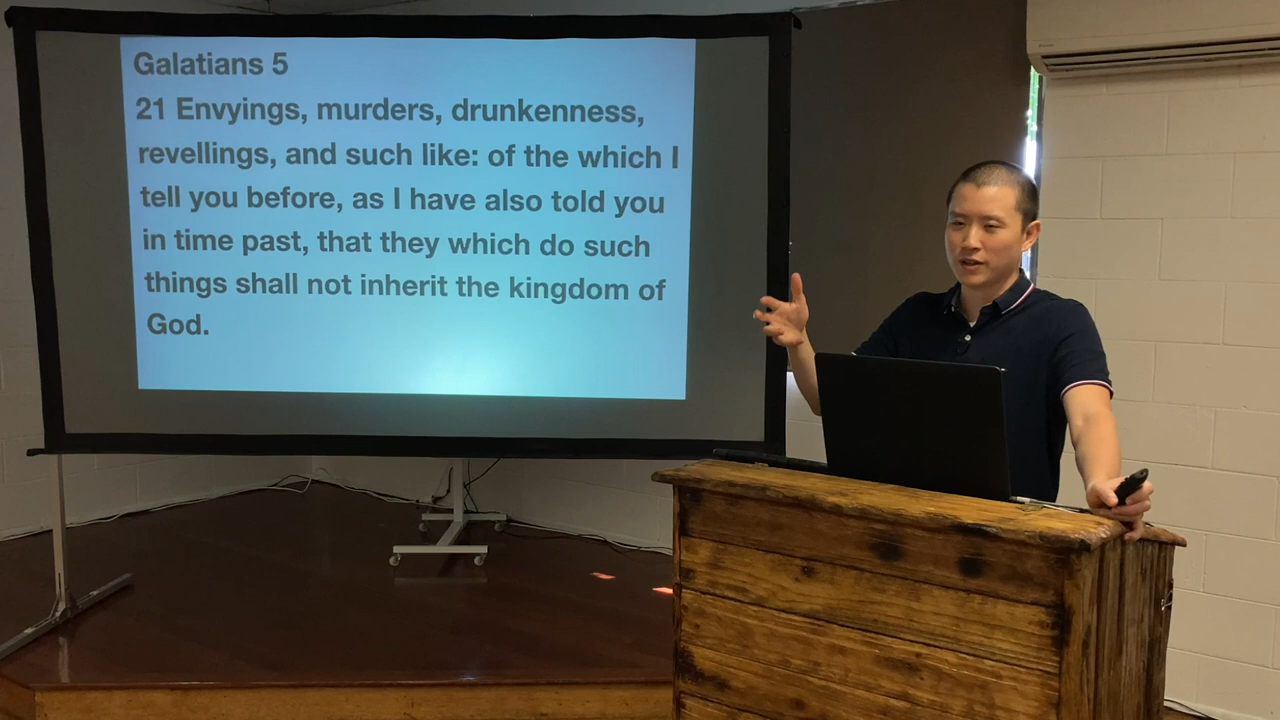 Galatians 5
21 Envyings, murders, drunkenness,
revellings, and such like: of the which I
tell you before, as I have also told you
in time past, that they which do such
things shall not inherit the kingdom of
God.